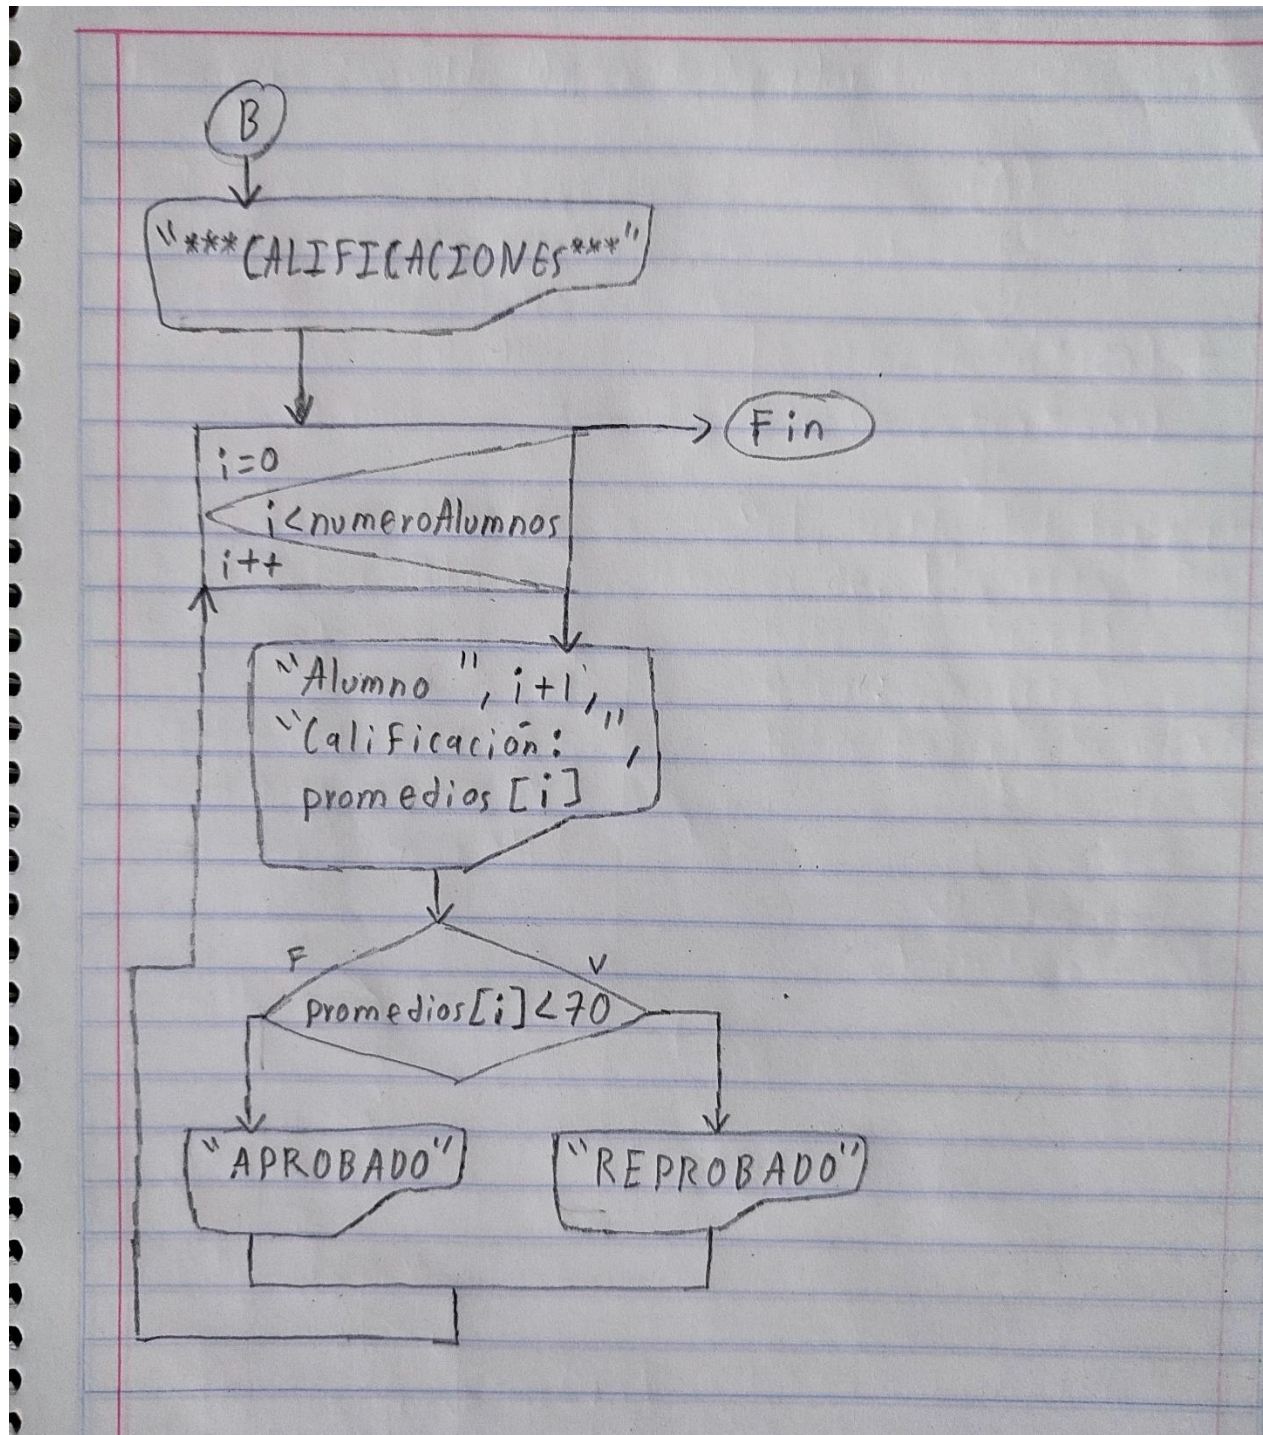 B
"***CALIFICACIONES***"
Fin
i=0
i<numeroAlumnos
i++
"Alumno ", i+1,
"Calificación: ",
promedios[i]
F
V
promedios[i]<70
"APROBADO"
"REPROBADO"